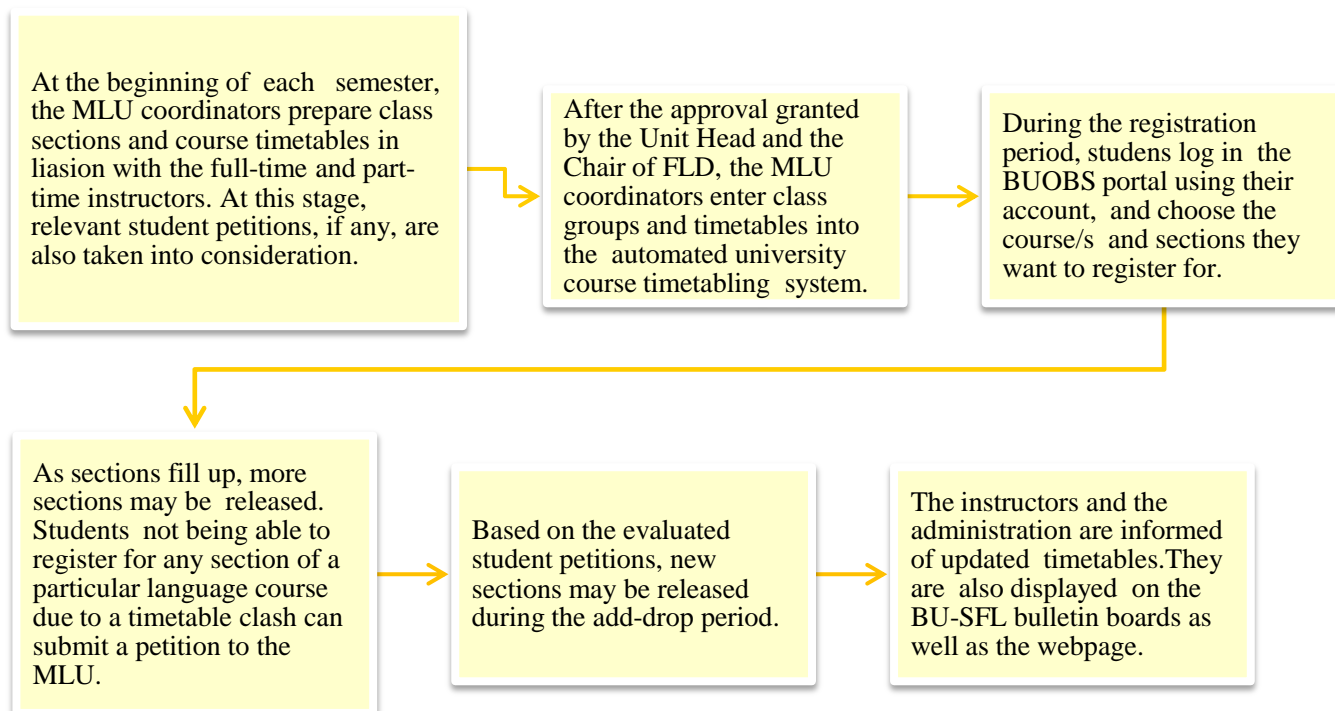 At the beginning of each semester,
the MLU coordinators prepare class
sections and course timetables in
liasion with the full-time and part-
time instructors. At this stage,
relevant student petitions, if any, are
also taken into consideration.
After the approval granted
by the Unit Head and the
Chair of FLD, the MLU
coordinators enter class
groups and timetables into
the automated university
course timetabling system.
During the registration
period, studens log in the
BUOBS portal using their
account, and choose the
course/s and sections they
want to register for.
As sections fill up, more
sections may be released.
Students not being able to
register for any section of a
particular language course
due to a timetable clash can
submit a petition to the
MLU.
Based on the evaluated
student petitions, new
sections may be released
during the add-drop period.
The instructors and the
administration are informed
of updated timetables.They
are also displayed on the
BU-SFL bulletin boards as
well as the webpage.